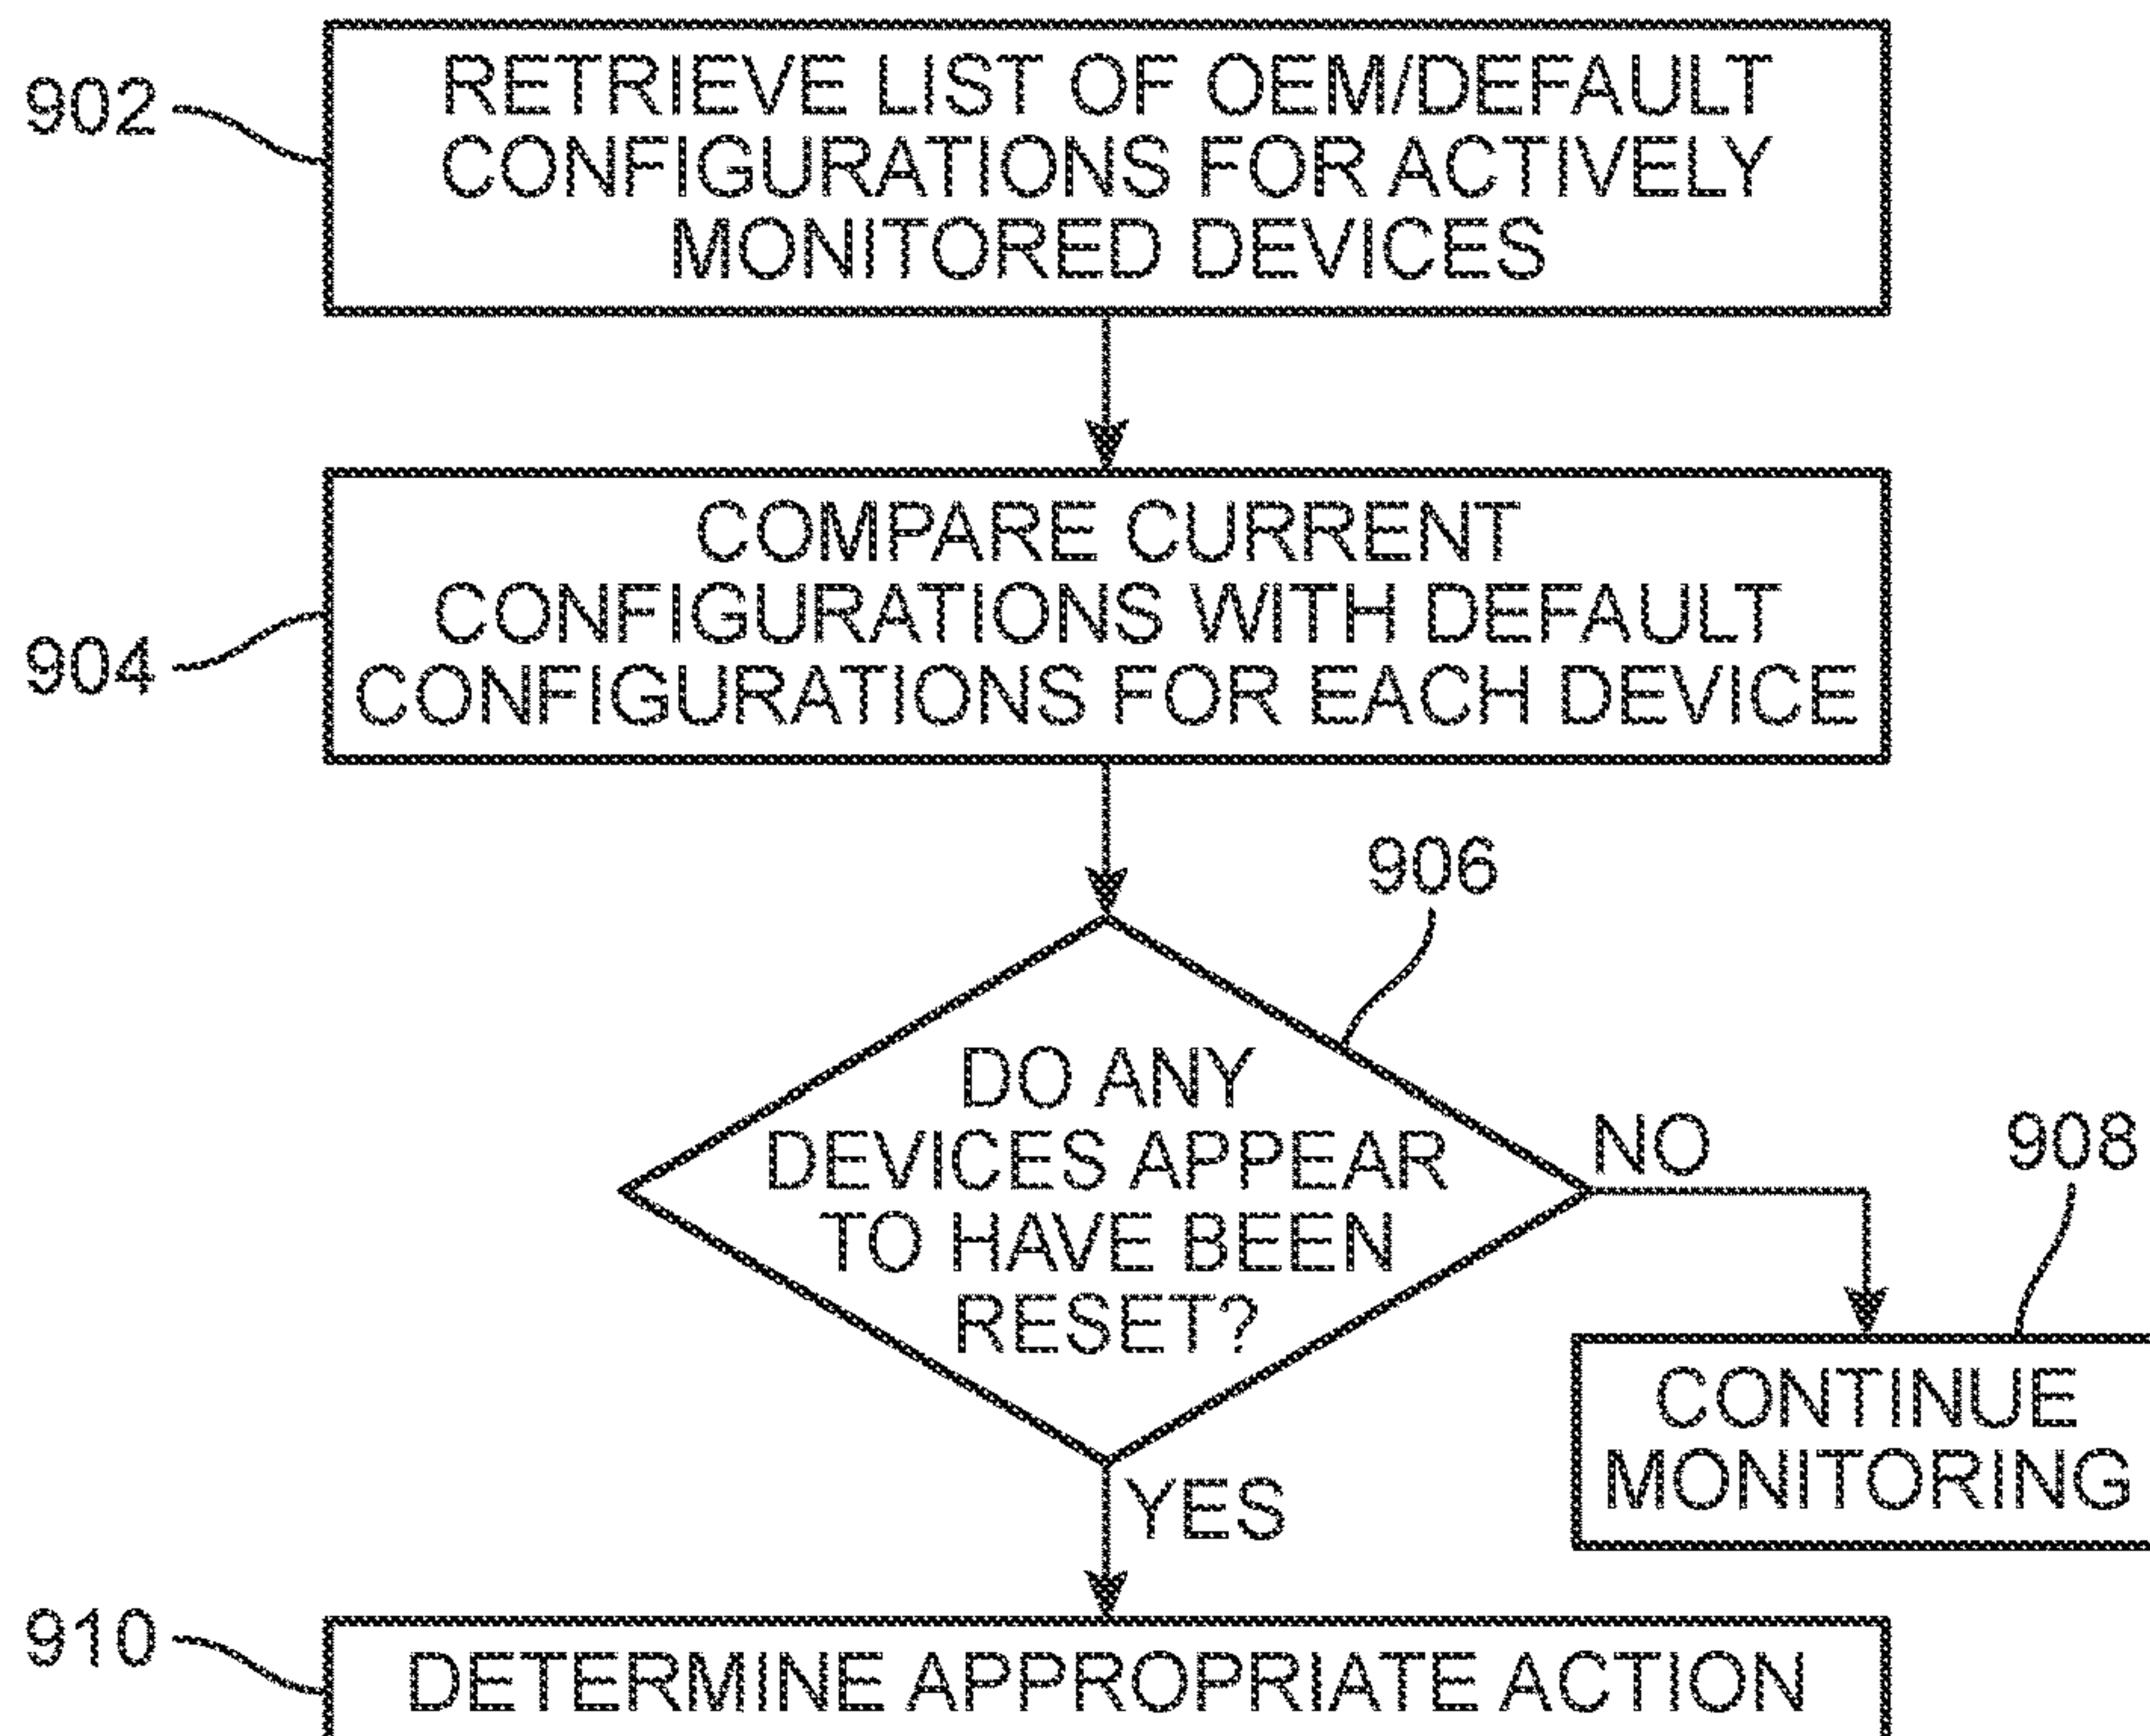 902
RETRIEVE LIST OF OEM/DEFAULT
CONFIGURATIONS FOR ACTIVELY
MONITORED DEVICES
904
COMPARE CURRENT
CONFIGURATIONS WITH DEFAULT
CONFIGURATIONS FOR EACH DEVICE
906
DO ANY
DEVICES APPEAR
TO HAVE BEEN
RESET?
NO
908
CONTINUE
MONITORING
YES
910
DETERMINE APPROPRIATE ACTION